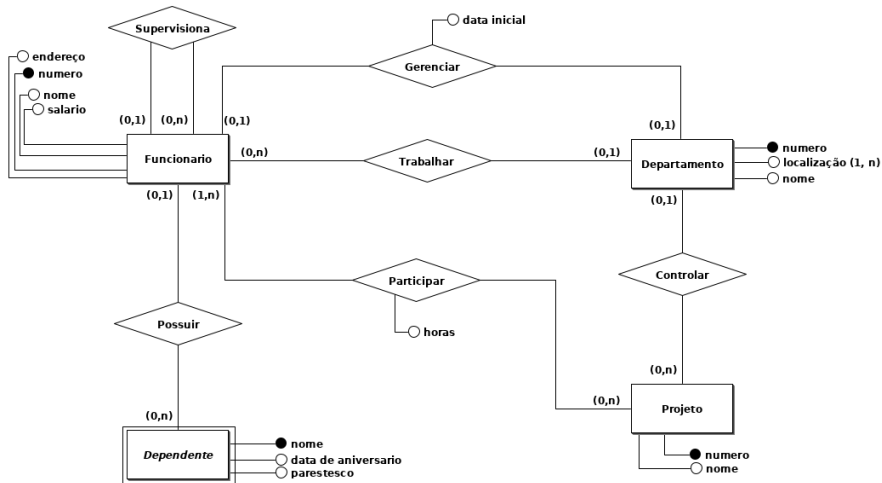 Supervisiona
data inicial
endereço
numero
nome
salario
Gerenciar
(0,1)
(0,n)
(0,1)
(0,1)
Funcionario
(0,n)
Trabalhar
(0,1)
Departamento
numero
localização (1, n)
nome
(0,1)
(1,n)
(0,1)
Participar
Controlar
horas
Possuir
(0,n)
(0,n)
Projeto
(0,n)
Dependente
nome
data de aniversario
parestesco
numero
nome